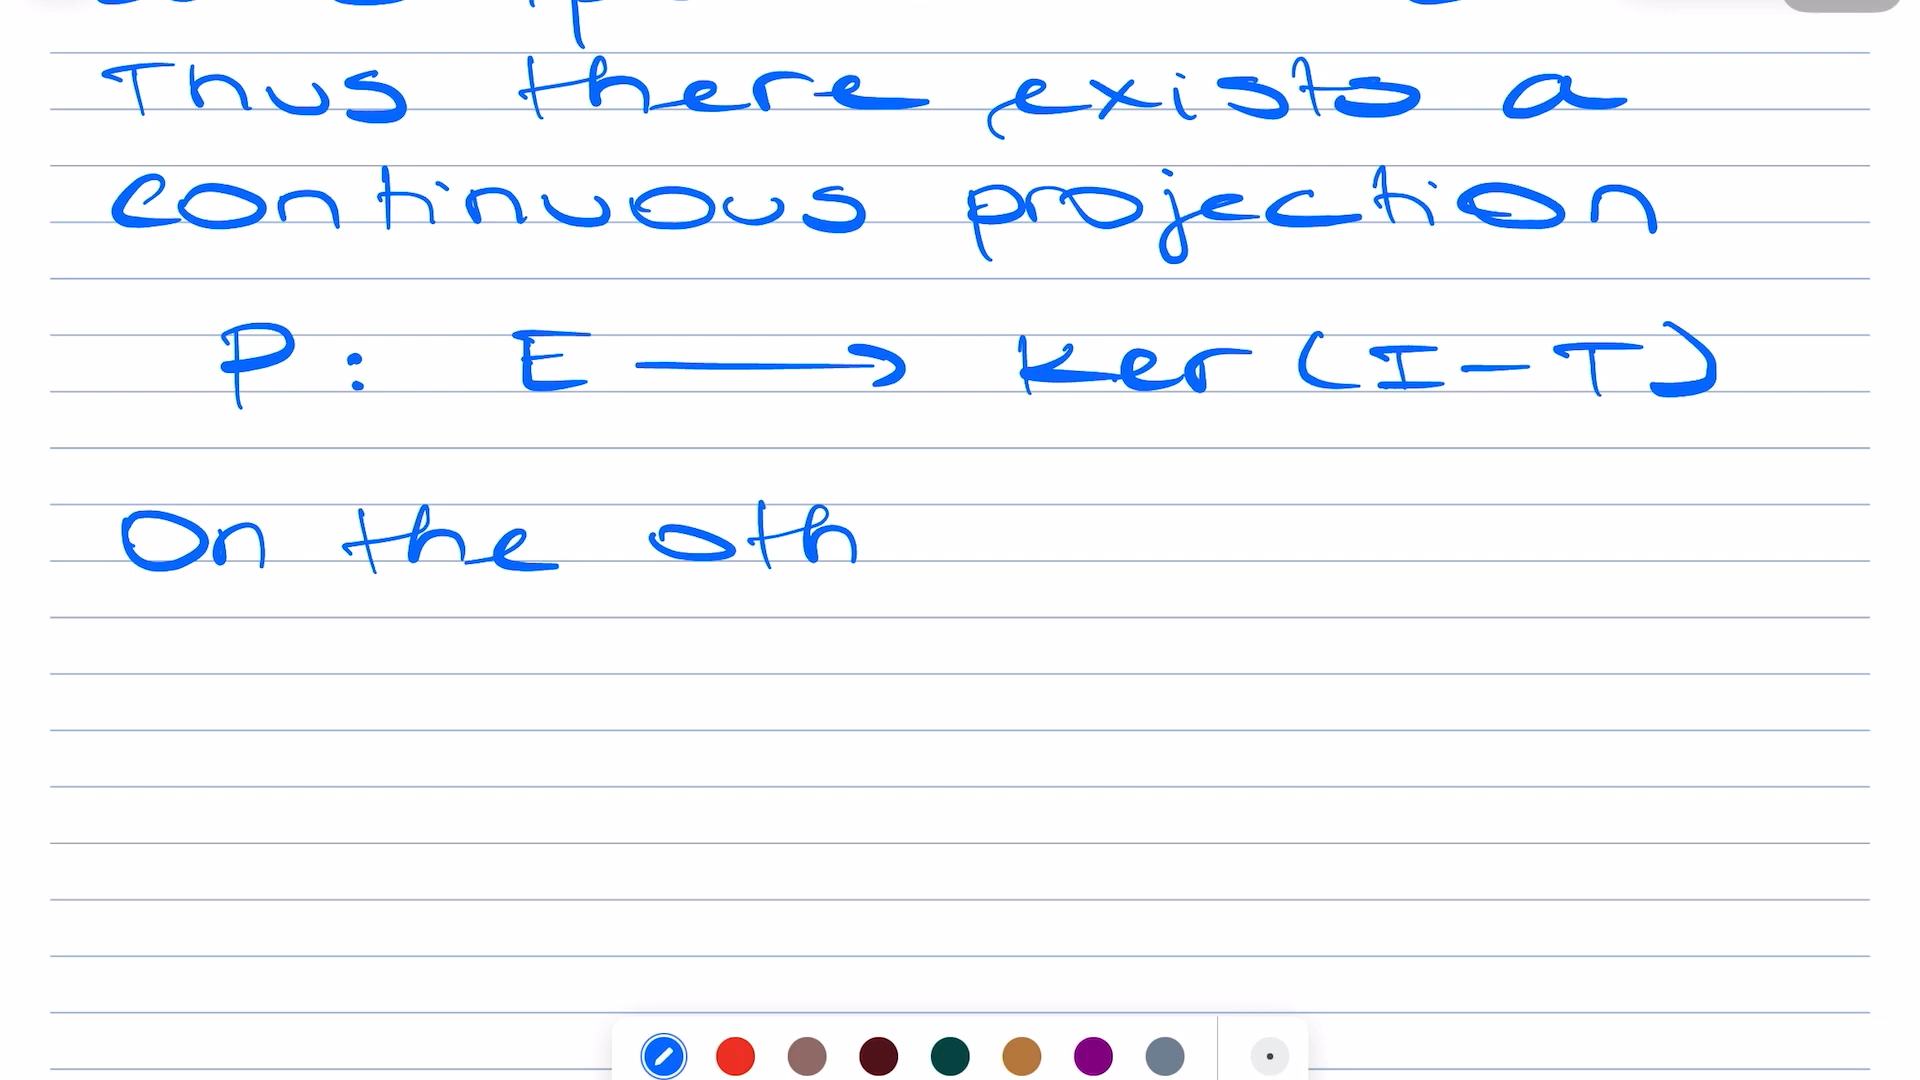 Thus there exists a
continuous projection
P: E ⟶ Ker(I-T)
On the oth